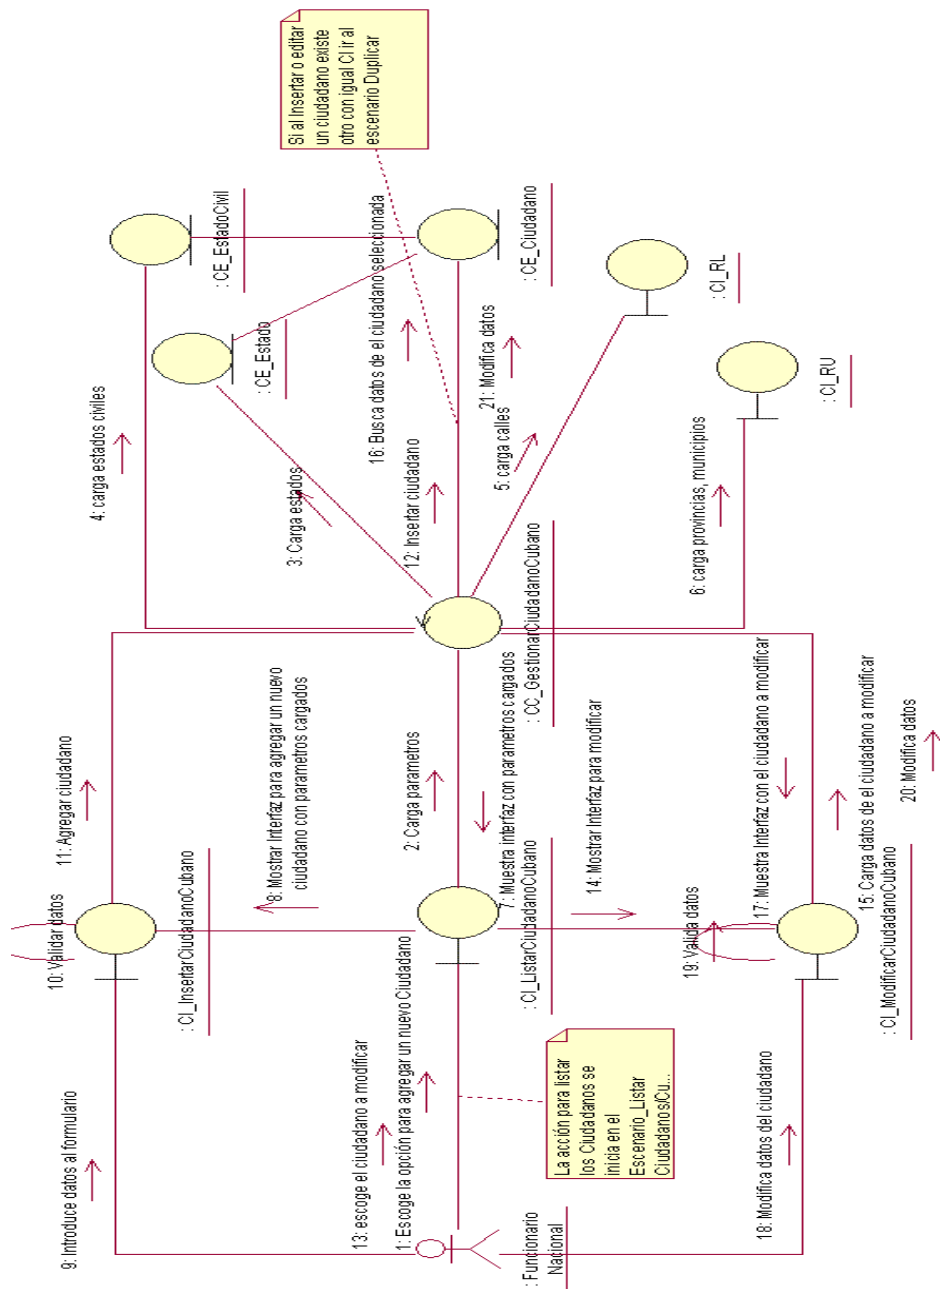 Si al Insertar o editar
un ciudadano existe
otro con igual CI ir al
escenario Duplicar
: CE_EstadoCivil
: CE_Estado
: CE_Ciudadano
: CI_RL
: CI_RU
4: carga estados civiles
3: Carga estados
16: Busca datos de el ciudadano seleccionada
12: Insertar ciudadano
21: Modifica datos
5: carga calles
6: carga provincias, municipios
: CC_GestionarCiudadanoCubano
11: Agregar ciudadano
8: Mostrar Interfaz para agregar un nuevo
ciudadano con parametros cargados
2: Carga parametros
7: Muestra interfaz con parametros cargados
14: Mostrar Interfaz para modificar
17: Muestra Interfaz con el ciudadano a modificar
15: Carga datos de el ciudadano a modificar
20: Modifica datos
10: Validar datos
: CI_InsertarCiudadanoCubano
: CI_ListarCiudadanoCubano
19: Valida datos
: CI_ModificarCiudadanoCubano
9: Introduce datos al formulario
13: escoge el ciudadano a modificar
1: Escoge la opción para agregar un nuevo Ciudadano
La acción para listar
los Ciudadanos se
inicia en el
Escenario_Listar
Ciudadanos/Cu...
18: Modifica datos del ciudadano
: Funcionario
Nacional